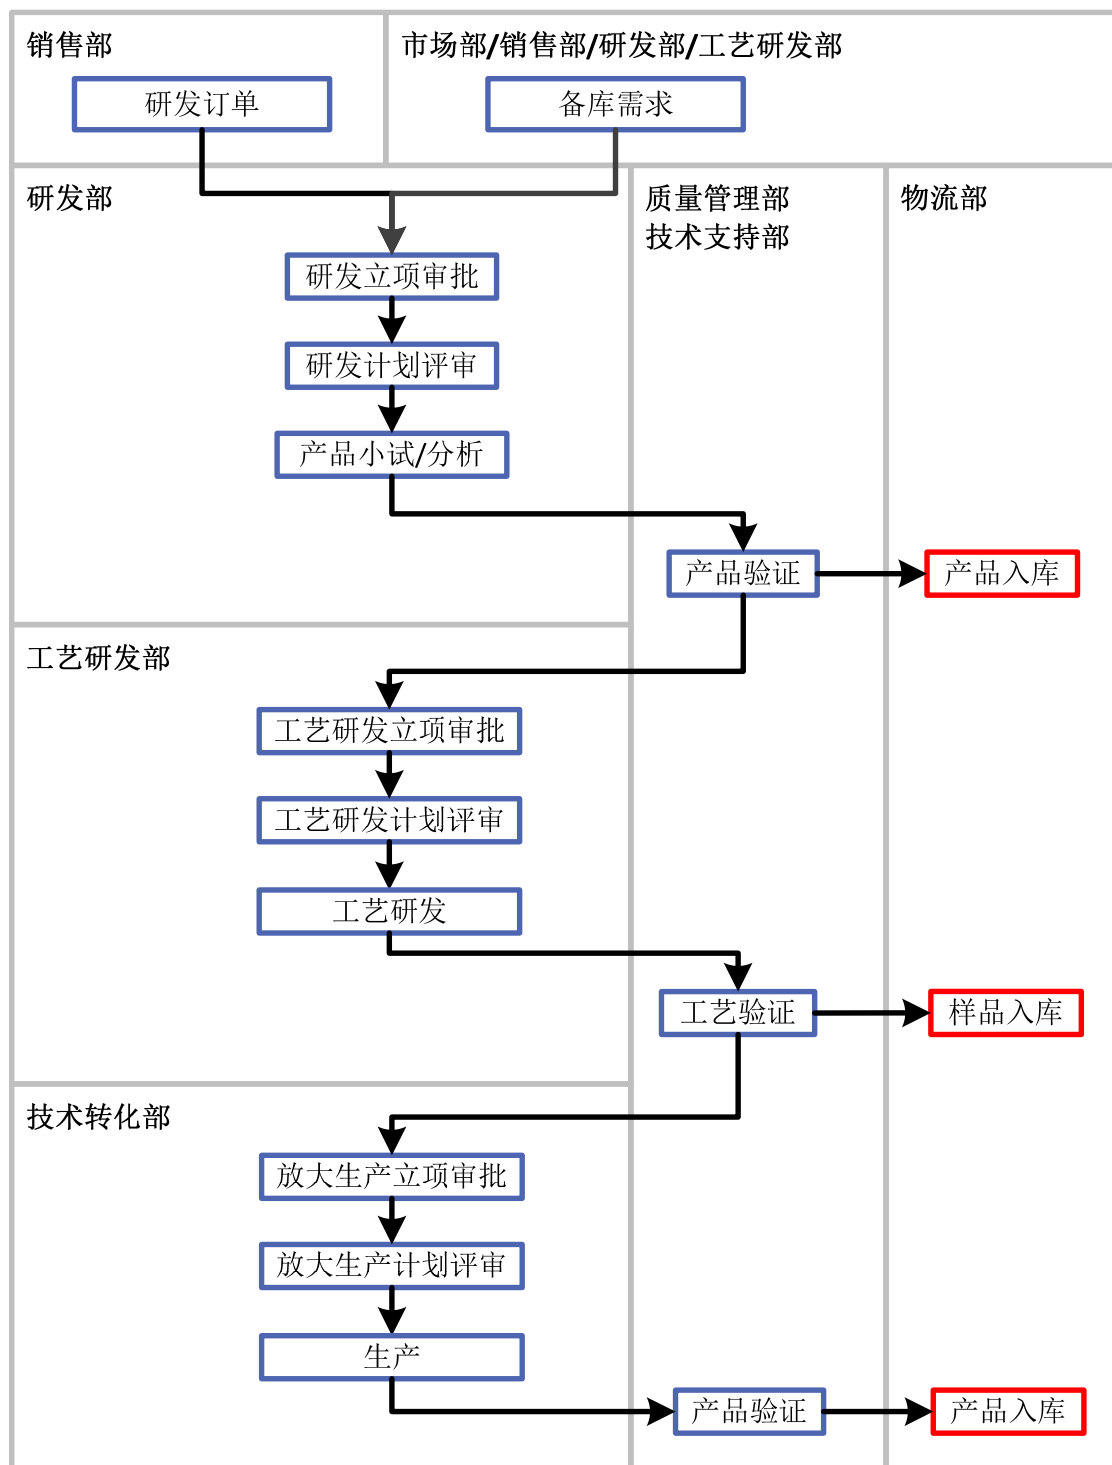 销售部
市场部/销售部/研发部/工艺研发部
研发订单
备库需求
研发部
质量管理部
技术支持部
物流部
研发立项审批
研发计划评审
产品小试/分析
产品验证
产品入库
工艺研发部
工艺研发立项审批
工艺研发计划评审
工艺研发
工艺验证
样品入库
技术转化部
放大生产立项审批
放大生产计划评审
生产
产品验证
产品入库